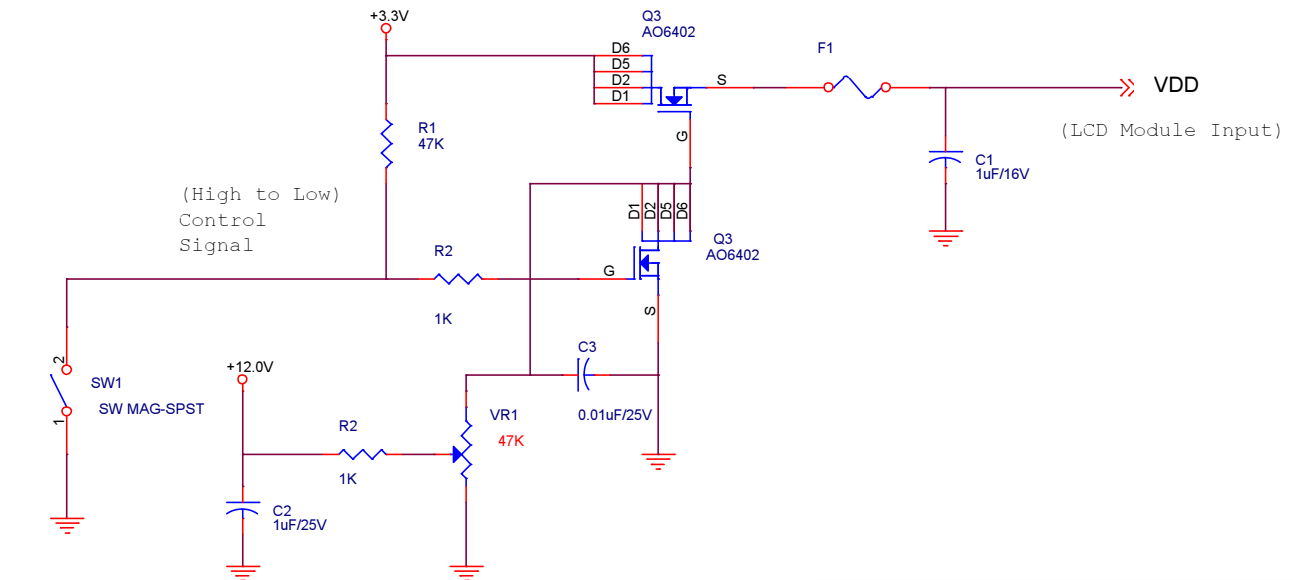 +3.3V
Q3
AO6402
D6
D5
D2
D1
S
G
F1
VDD
(LCD Module Input)
R1
47K
C1
1uF/16V
(High to Low)
Control
Signal
D1
D2
D5
D6
Q3
AO6402
R2
1K
G
S
C3
0.01uF/25V
2
1
SW1
SW MAG-SPST
+12.0V
R2
1K
VR1
47K
C2
1uF/25V